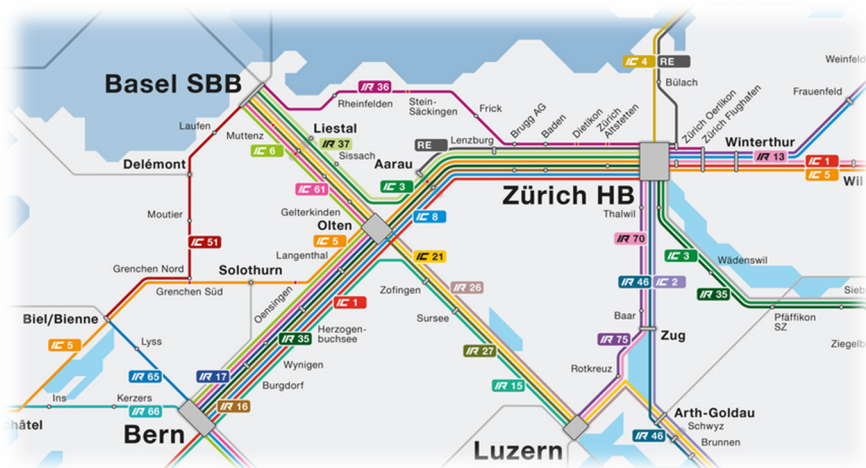 IC 4
RE
Weinfeld
Basel SBB
IR 36
Bülach
Rheinfelden
Stein-
Säckingen
Frick
Brugg AG
Baden
Dietikon
Zürich
Altstetten
Zürich Oerlikon
Zürich Flughafen
Frauenfeld
Laufen
Muttenz
Liestal
IR 37
IC 6
Sissach
RE
Lenzburg
Winterthur
IR 13
IC 1
IC 5
Wil
Delémont
Aarau
IC 61
IC 3
Zürich HB
Gelterkinden
IC 8
Moutier
Olten
Thalwil
IC 51
IC 5
IR 70
Langenthal
IC 21
IC 3
Wädenswil
Grenchen Nord
Solothurn
Grenchen Süd
Zofingen
IR 26
IR 46
IC 2
IR 35
Sieb
Oensingen
IC 1
Sursee
Pfäffikon
SZ
Biel/Bienne
Baar
Herzogen-
buchsee
Lyss
IR 35
IR 75
Zug
Ziegelb
IC 5
IR 27
Wynigen
Rotkreuz
IR 65
IR 17
Burgdorf
IR 15
Ins
Kerzers
IR 66
IR 16
Arth-Goldau
Schwyz
châtel
Bern
IR 46
Brunnen
Luzern